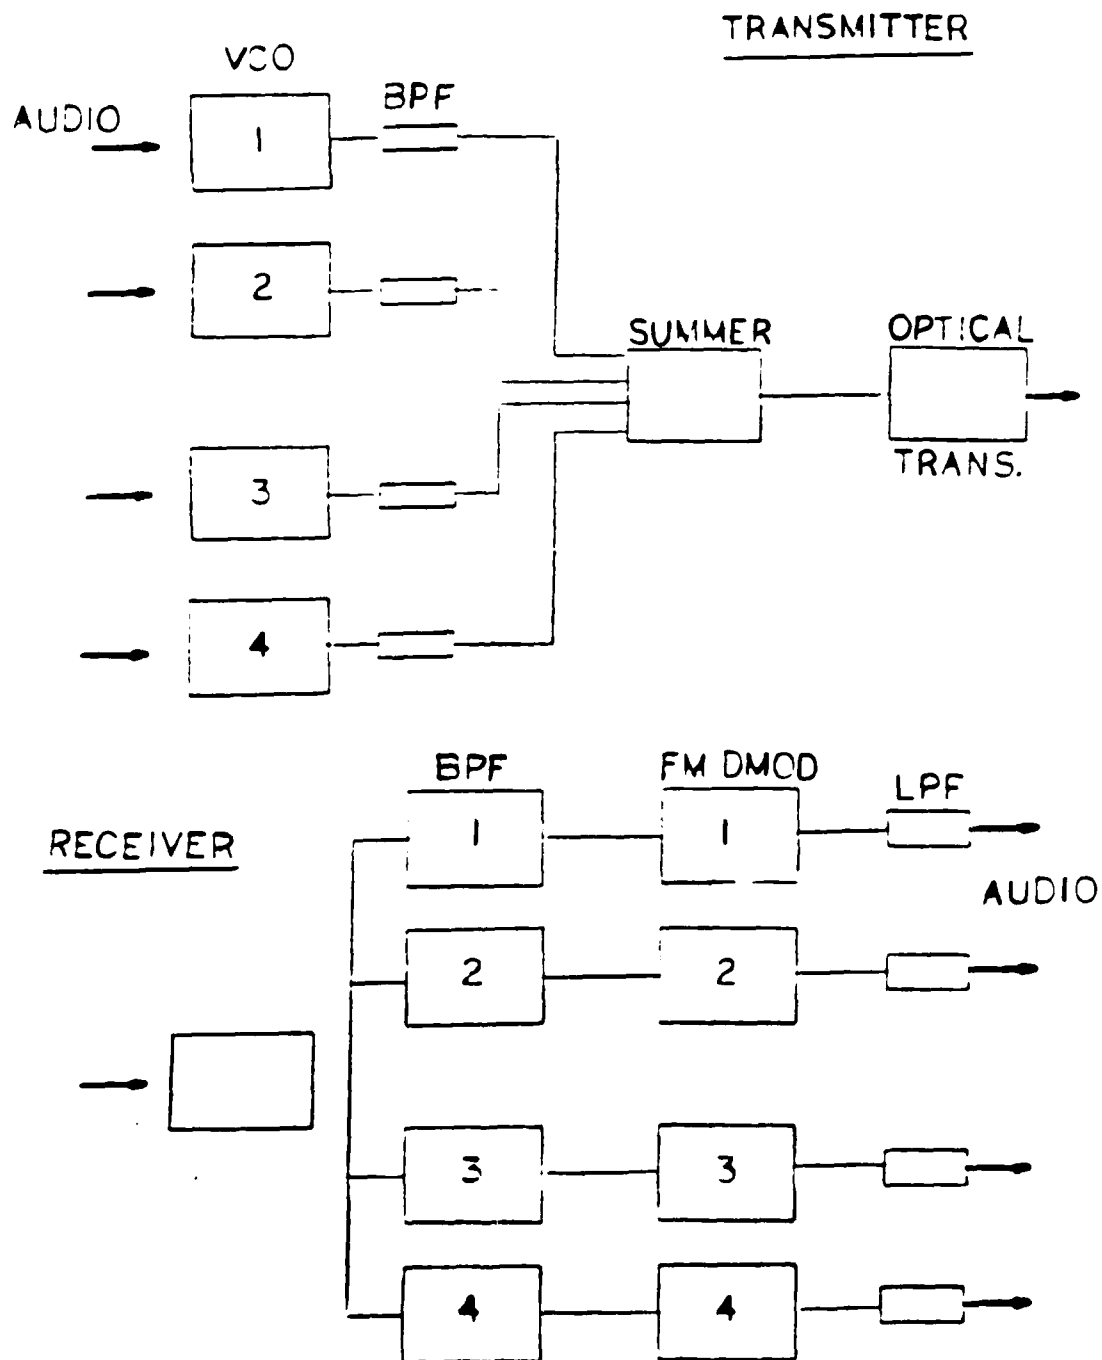 TRANSMITTER
VCO
BPF
AUDIO
1
2
SUMMER
OPTICAL
TRANS.
3
4
BPF
FM DMOD
LPF
RECEIVER
1
1
AUDIO
2
2
3
3
4
4